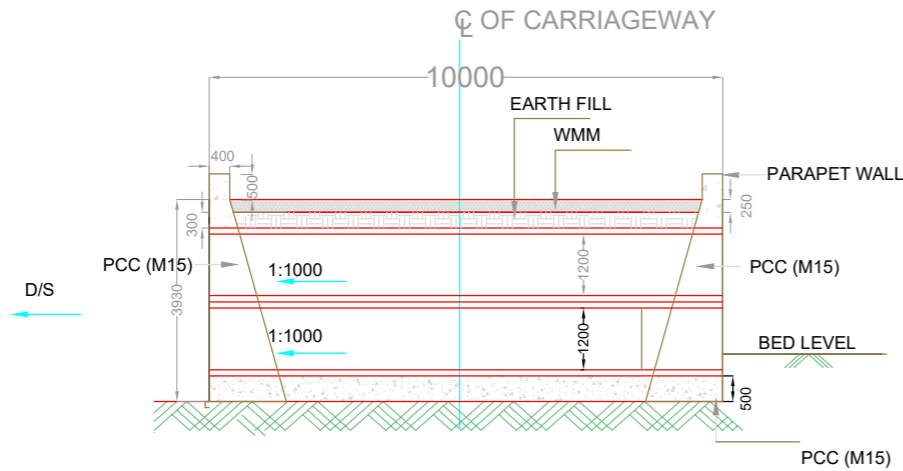 ℄ OF CARRIAGEWAY
10000
EARTH FILL
WMM
400
500
PARAPET WALL
250
300
PCC (M15)
1200
PCC (M15)
1:1000
D/S
3930
1:1000
1200
BED LEVEL
500
PCC (M15)